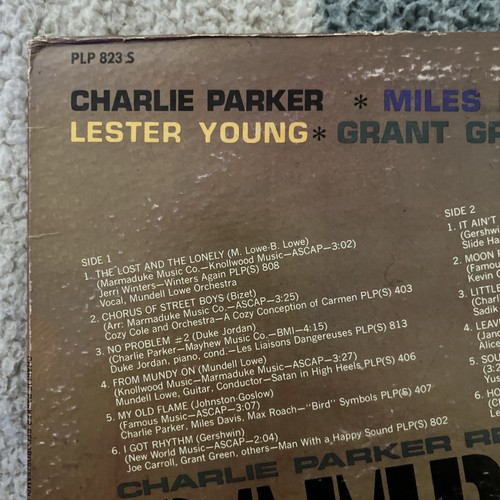 PLP 823 S
CHARLIE PARKER * MILES
LESTER YOUNG * GRANT GR
SIDE 1
1. THE LOST AND THE LONELY (M. Lowe-B. Lowe)
(Marmaduke Music Co.—Knollwood Music—ASCAP—3:02)
Jerri Winters—Winters Again PLP(S) 808
Vocal, Mundell Lowe Orchestra
2. CHORUS OF STREET BOYS (Bizet)
(Arr: Marmaduke Music Co.—ASCAP—3:25)
Cozy Cole and Orchestra—A Cozy Conception of Carmen PLP(S) 403
3. NO PROBLEM #2 (Duke Jordan)
(Charlie Parker—Mayhew Music Co.—BMI—4:15)
Duke Jordan, piano, cond.—Les Liaisons Dangereuses PLP(S) 813
4. FROM MUNDY ON (Mundell Lowe)
(Knollwood Music—Marmaduke Music—ASCAP—3:27)
Mundell Lowe, Guitar, Conductor—Satan in High Heels PLP(S) 406
5. MY OLD FLAME (Johnston-Goslow)
(Famous Music—ASCAP—3:07)
Charlie Parker, Miles Davis, Max Roach—"Bird" Symbols PLP(S) 407
6. I GOT RHYTHM (Gershwin)
(New World Music—ASCAP—2:04)
Joe Carroll, Grant Green, others—Man With a Happy Sound PLP(S) 802
SIDE 2
1. IT AIN'T
(Gershwin
Slide Ha
2. MOON
(Famou
Kevin
3. LITTLE
(Cha
Sadik
4. LEA
(Jan
Alice
5. SOU
(3:2
Yus
6. HO
(
Le
CHARLIE PARKER RE